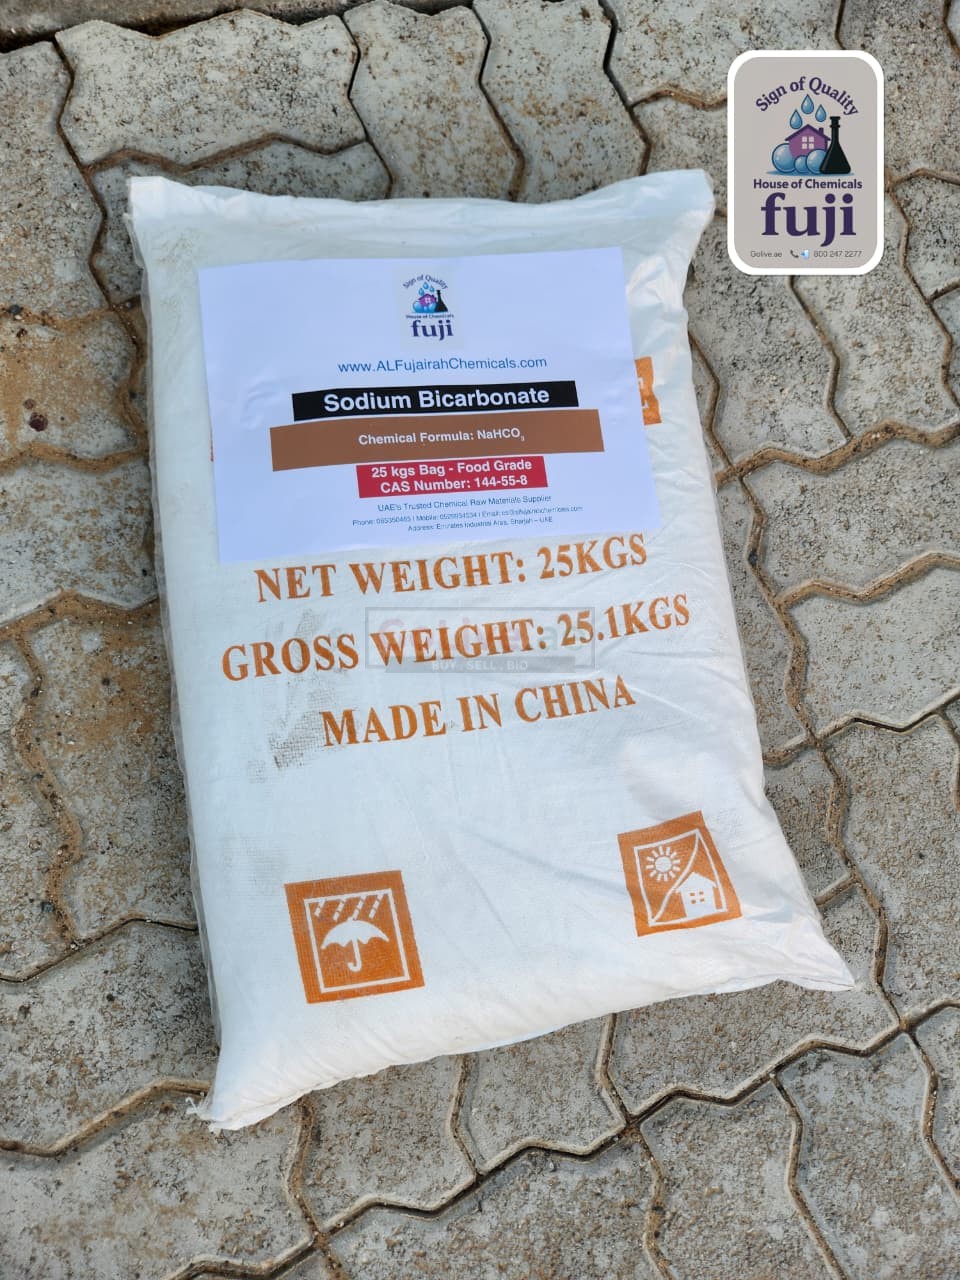 Sign of Quality
House of Chemicals
fuji
Golive.ae 800 247 2277
Sign of Quality
House of Chemicals
fuji
www.ALFujairahChemicals.com
Sodium Bicarbonate
Chemical Formula: NaHCO₃
25 kgs Bag - Food Grade
CAS Number: 144-55-8
UAE's Trusted Chemical Raw Materials Supplier
Address: Emirates Industrial Area, Sharjah – UAE
NET WEIGHT: 25KGS
GROSS WEIGHT: 25.1KGS
BUY . SELL . BID
MADE IN CHINA